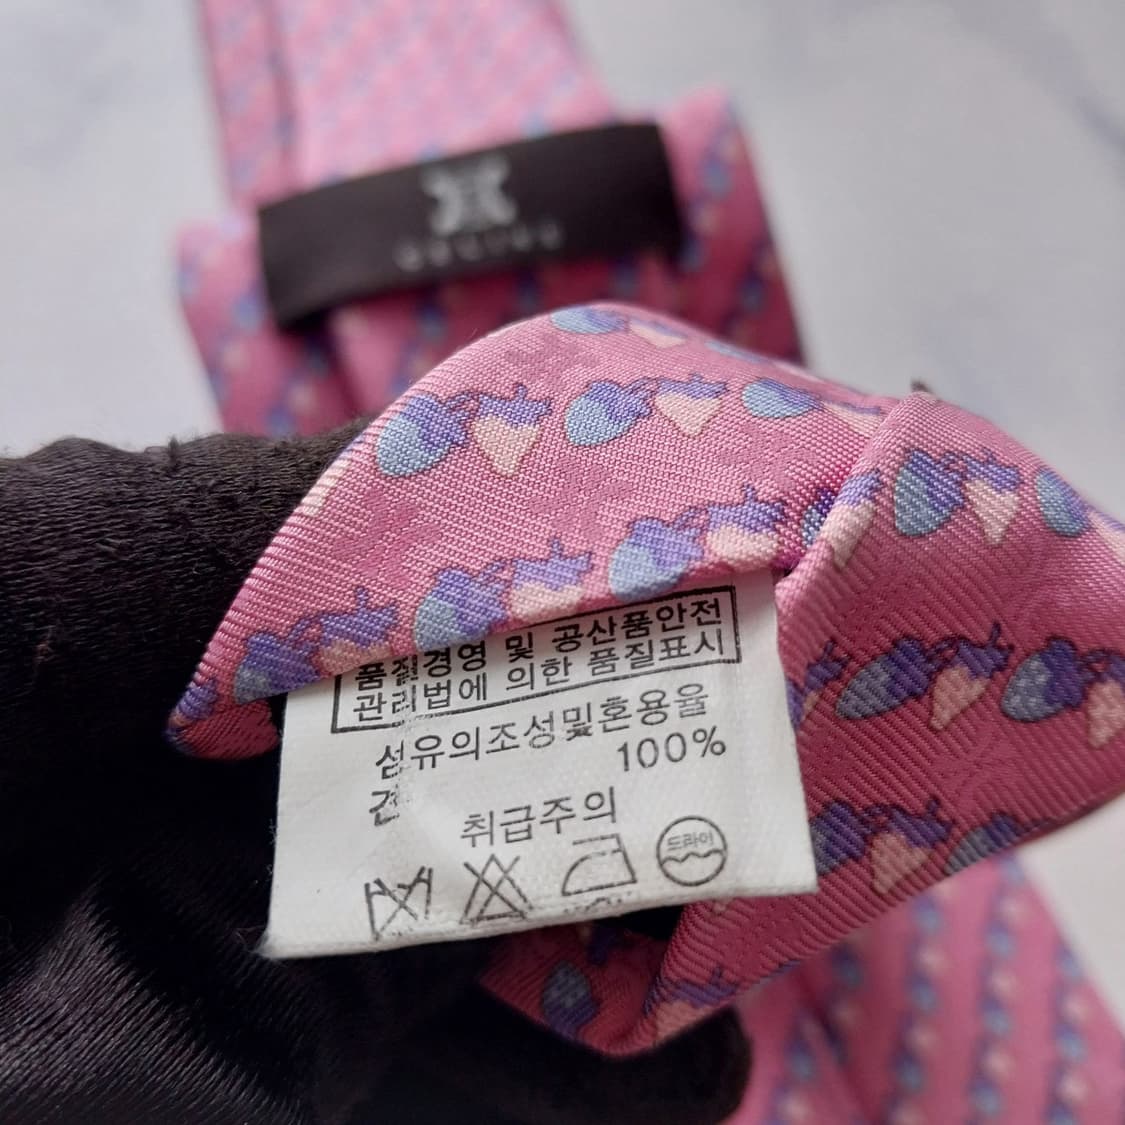 품질경영 및 공산품안전
관리법에 의한 품질표시
섬유의조성및혼용율
견 100%
취급주의
드라이